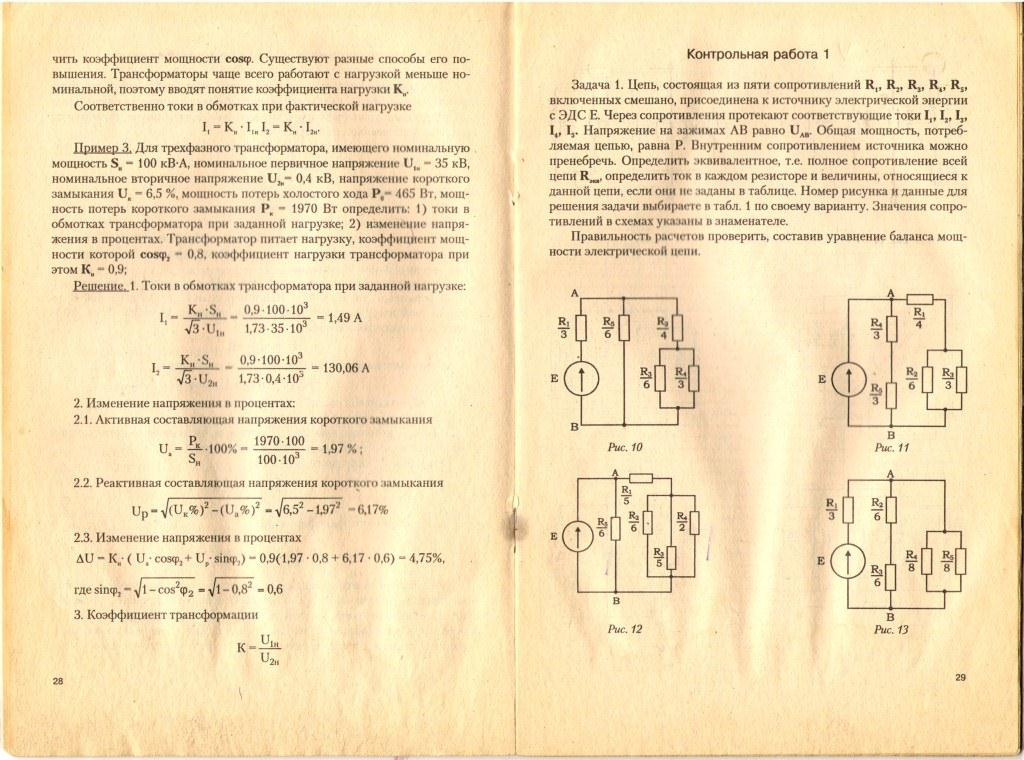 чить коэффициент мощности cosφ. Существуют разные способы его по-
вышения. Трансформаторы чаще всего работают с нагрузкой меньше но-
минальной, поэтому вводят понятие коэффициента нагрузки Kн.
Соответственно токи в обмотках при фактической нагрузке
I₁ = Kн · I₁н I₂ = Kн · I₂н.
Пример 3. Для трехфазного трансформатора, имеющего номинальную
мощность Sн = 100 кВ·А, номинальное первичное напряжение U₁н = 35 кВ,
номинальное вторичное напряжение U₂н = 0,4 кВ, напряжение короткого
замыкания Uк = 6,5 %, мощность потерь холостого хода P₀= 465 Вт, мощ-
ность потерь короткого замыкания Pк = 1970 Вт определить: 1) токи в
обмотках трансформатора при заданной нагрузке; 2) изменение напря-
жения в процентах. Трансформатор питает нагрузку, коэффициент мощ-
ности которой cosφ₂ = 0,8, коэффициент нагрузки трансформатора при
этом Kн = 0,9;
Решение. 1. Токи в обмотках трансформатора при заданной нагрузке:
I₁ = Kн·Sн / √3·U₁н = 0,9·100·10³ / 1,73·35·10³ = 1,49 А
I₂ = Kн·Sн / √3·U₂н = 0,9·100·10³ / 1,73·0,4·10⁵ = 130,06 А
2. Изменение напряжения в процентах:
2.1. Активная составляющая напряжения короткого замыкания
Uа = Pк / Sн ·100% = 1970·100 / 100·10³ = 1,97 % ;
2.2. Реактивная составляющая напряжения короткого замыкания
Uр = √(Uк%)² −(Uа%)² = √6,5² −1,97² = 6,17%
2.3. Изменение напряжения в процентах
ΔU = Kн· ( Uа· cosφ₂ + Uр· sinφ₂) = 0,9(1,97 · 0,8 + 6,17 · 0,6) = 4,75%,
где sinφ₂ = √1−cos²φ₂ = √1−0,8² = 0,6
3. Коэффициент трансформации
K = U₁н / U₂н
28
Контрольная работа 1
Задача 1. Цепь, состоящая из пяти сопротивлений R₁, R₂, R₃, R₄, R₅,
включенных смешано, присоединена к источнику электрической энергии
с ЭДС E. Через сопротивления протекают соответствующие токи I₁, I₂, I₃,
I₄, I₅. Напряжение на зажимах АВ равно UАВ. Общая мощность, потреб-
ляемая цепью, равна P. Внутренним сопротивлением источника можно
пренебречь. Определить эквивалентное, т.е. полное сопротивление всей
цепи Rэкв, определить ток в каждом резисторе и величины, относящиеся к
данной цепи, если они не заданы в таблице. Номер рисунка и данные для
решения задачи выбираете в табл. 1 по своему варианту. Значения сопро-
тивлений в схемах указаны в знаменателе.
Правильность расчетов проверить, составив уравнение баланса мощ-
ности электрической цепи.
A
R₁/3 R₅/6 /4
R₃/6 R₄/3
E
B
Рис. 10
A
R₁/4
R₄/3
E R₂/6 /3
R₅/3
B
Рис. 11
A
R₁/5
R₅/6 /6 R₄/2
E
R₃/5
B
Рис. 12
A
R₁/3 R₂/6
E R₃/6 R₄/8 R₅/8
B
Рис. 13
29